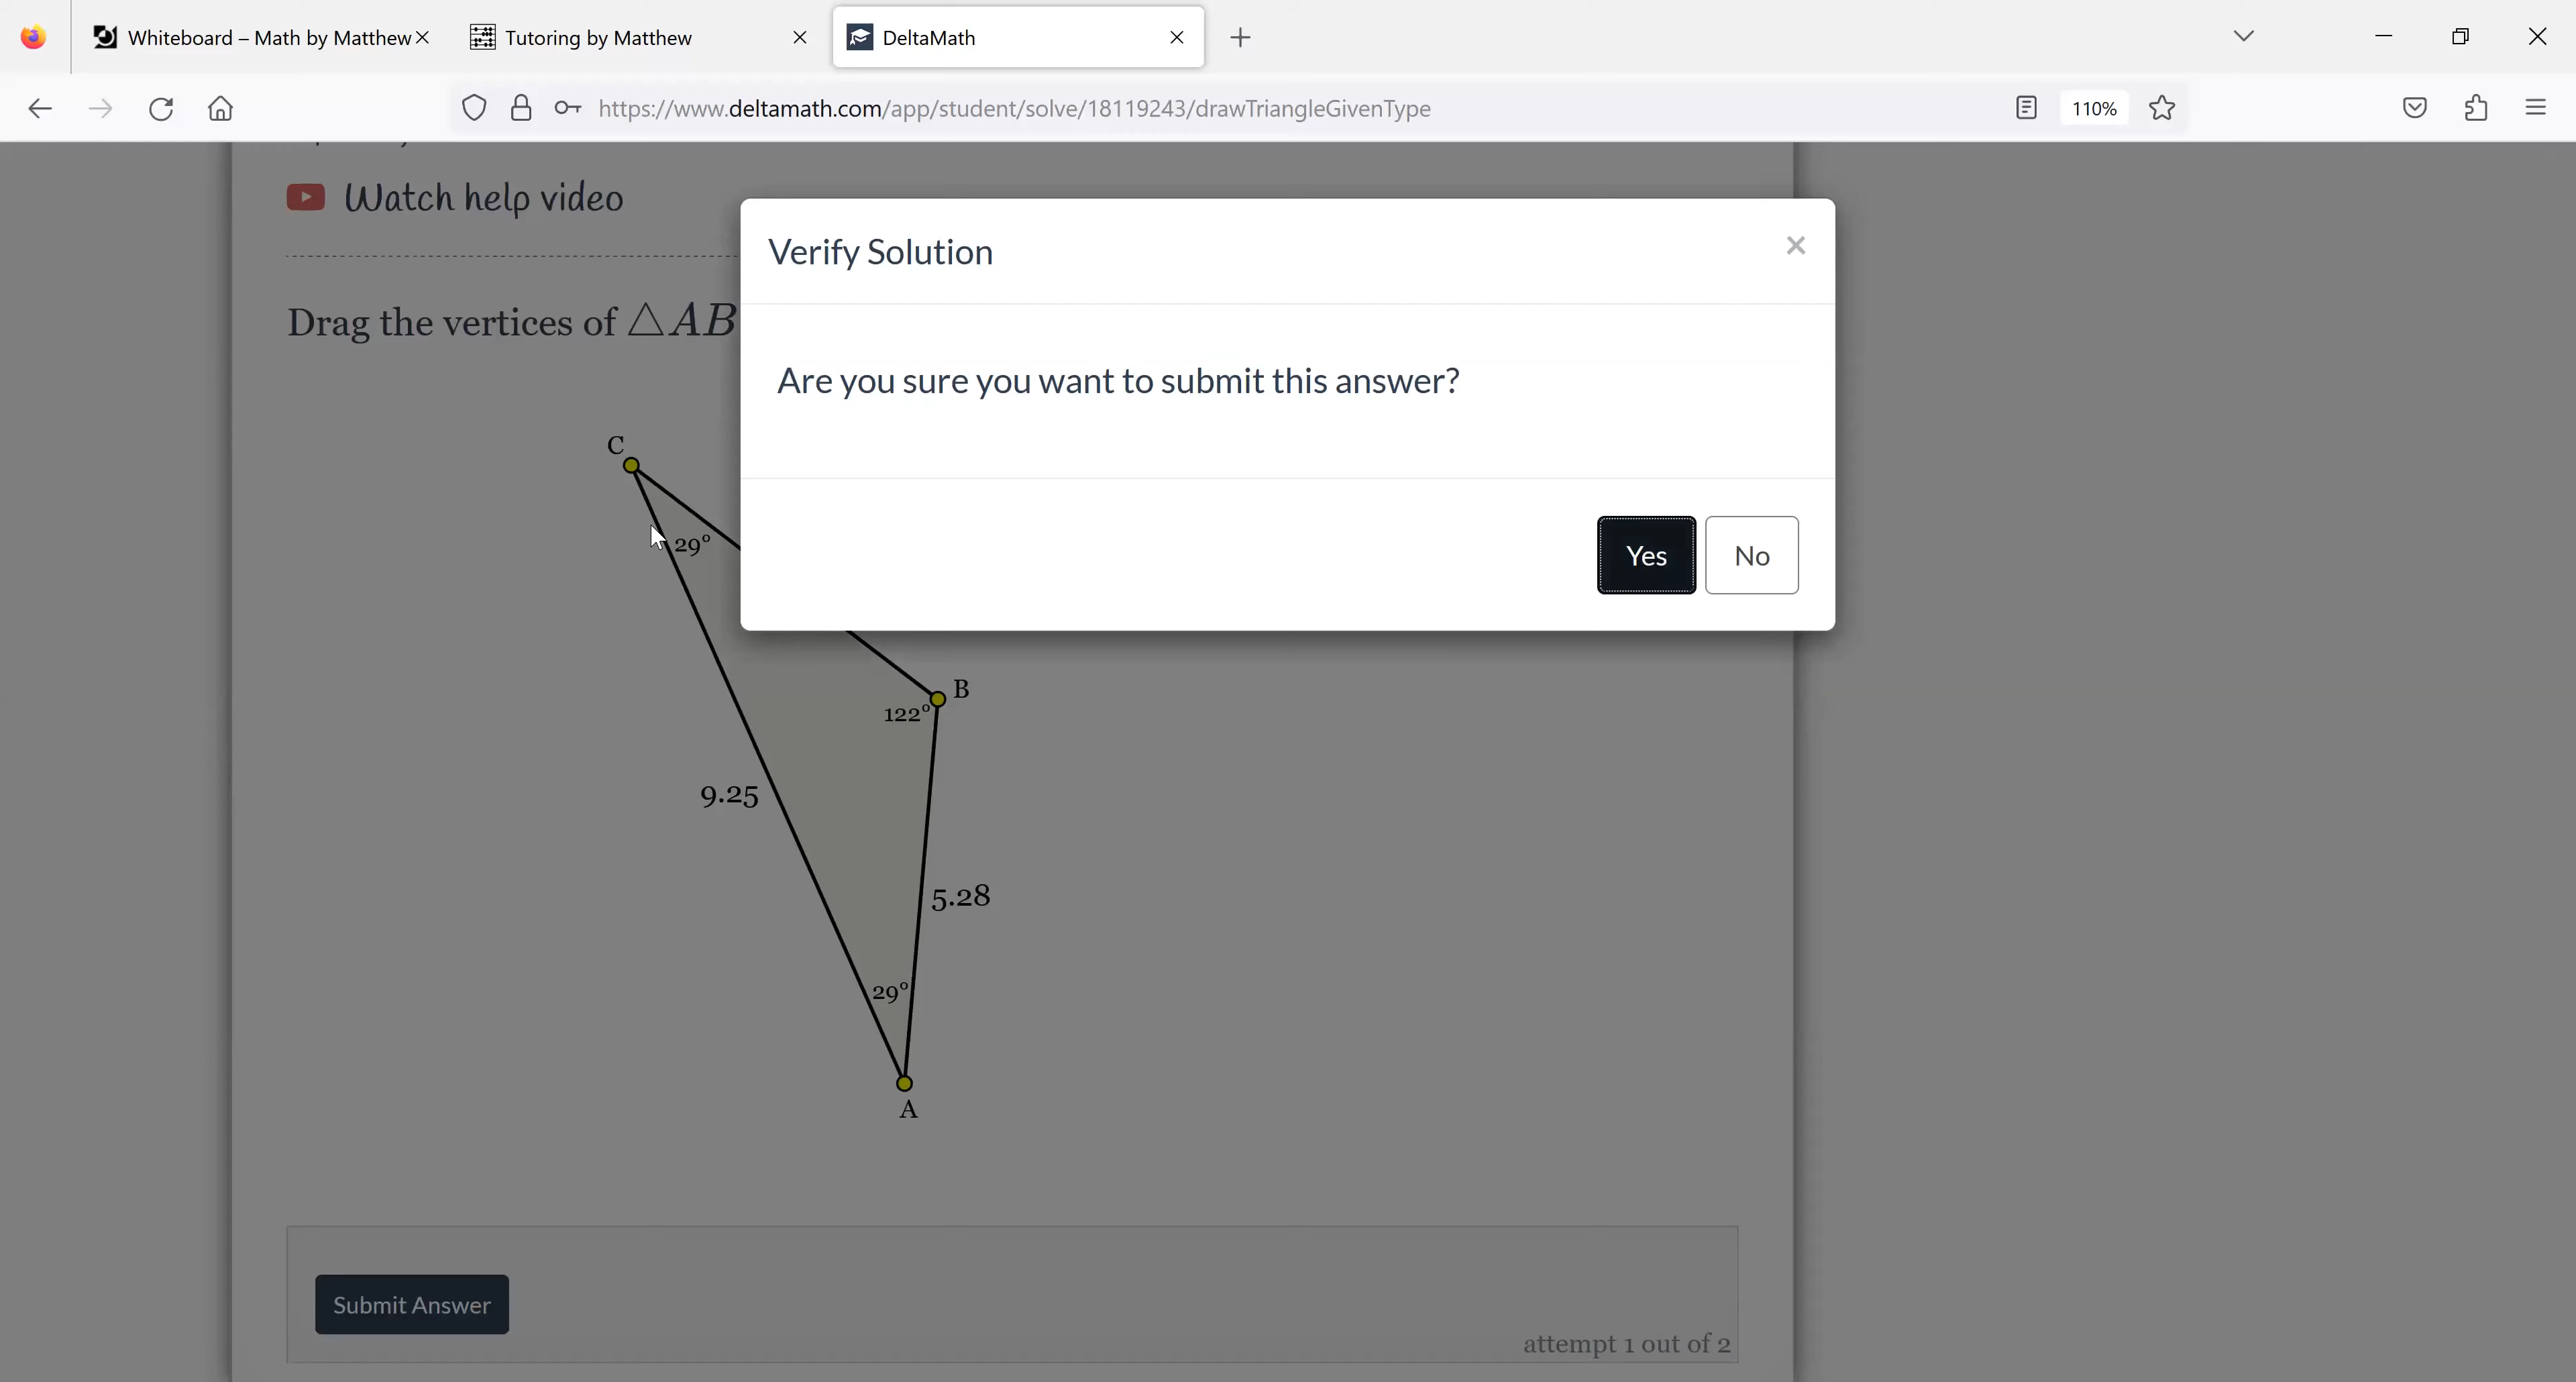 Whiteboard – Math by Matthew
Tutoring by Matthew
DeltaMath
https://www.deltamath.com/app/student/solve/18119243/drawTriangleGivenType
110%
Watch help video
Verify Solution
Drag the vertices of △AB
Are you sure you want to submit this answer?
C
29°
Yes
No
B
122°
9.25
5.28
29°
A
Submit Answer
attempt 1 out of 2